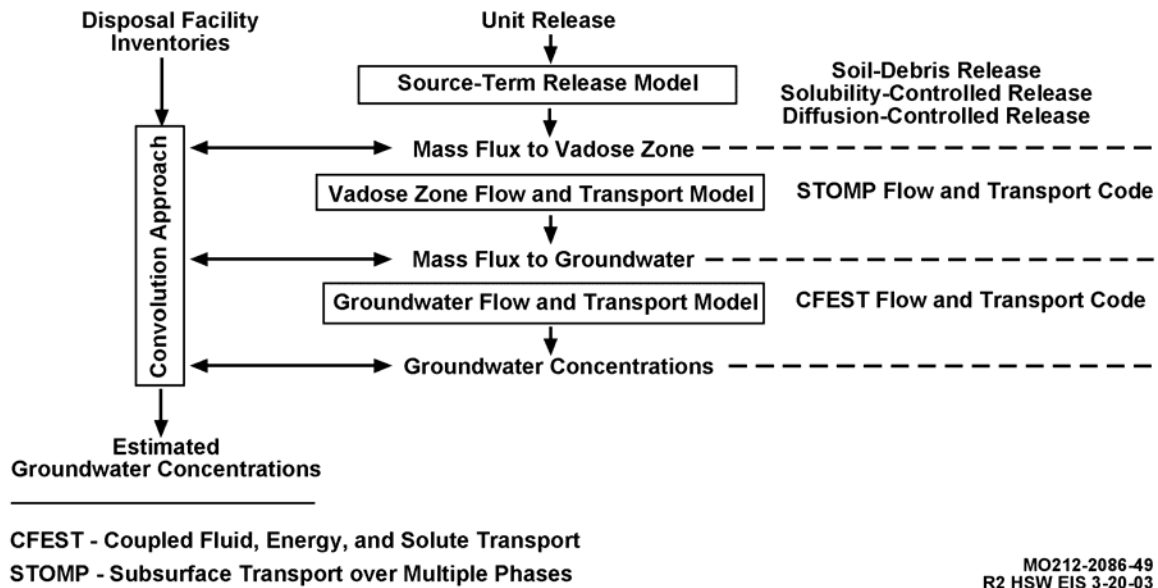 Disposal Facility
Inventories
Unit Release
Source-Term Release Model
Soil-Debris Release
Solubility-Controlled Release
Diffusion-Controlled Release
Convolution Approach
Mass Flux to Vadose Zone
Vadose Zone Flow and Transport Model
STOMP Flow and Transport Code
Mass Flux to Groundwater
Groundwater Flow and Transport Model
CFEST Flow and Transport Code
Groundwater Concentrations
Estimated
Groundwater Concentrations
CFEST - Coupled Fluid, Energy, and Solute Transport
STOMP - Subsurface Transport over Multiple Phases
MO212-2086-49
R2 HSW EIS 3-20-03